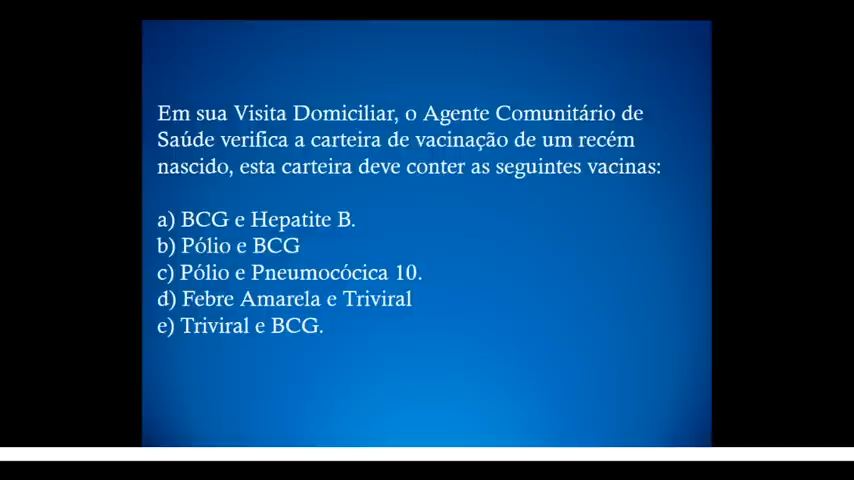 Em sua Visita Domiciliar, o Agente Comunitário de
Saúde verifica a carteira de vacinação de um recém
nascido, esta carteira deve conter as seguintes vacinas:
a) BCG e Hepatite B.
b) Pólio e BCG
c) Pólio e Pneumocócica 10.
d) Febre Amarela e Triviral
e) Triviral e BCG.